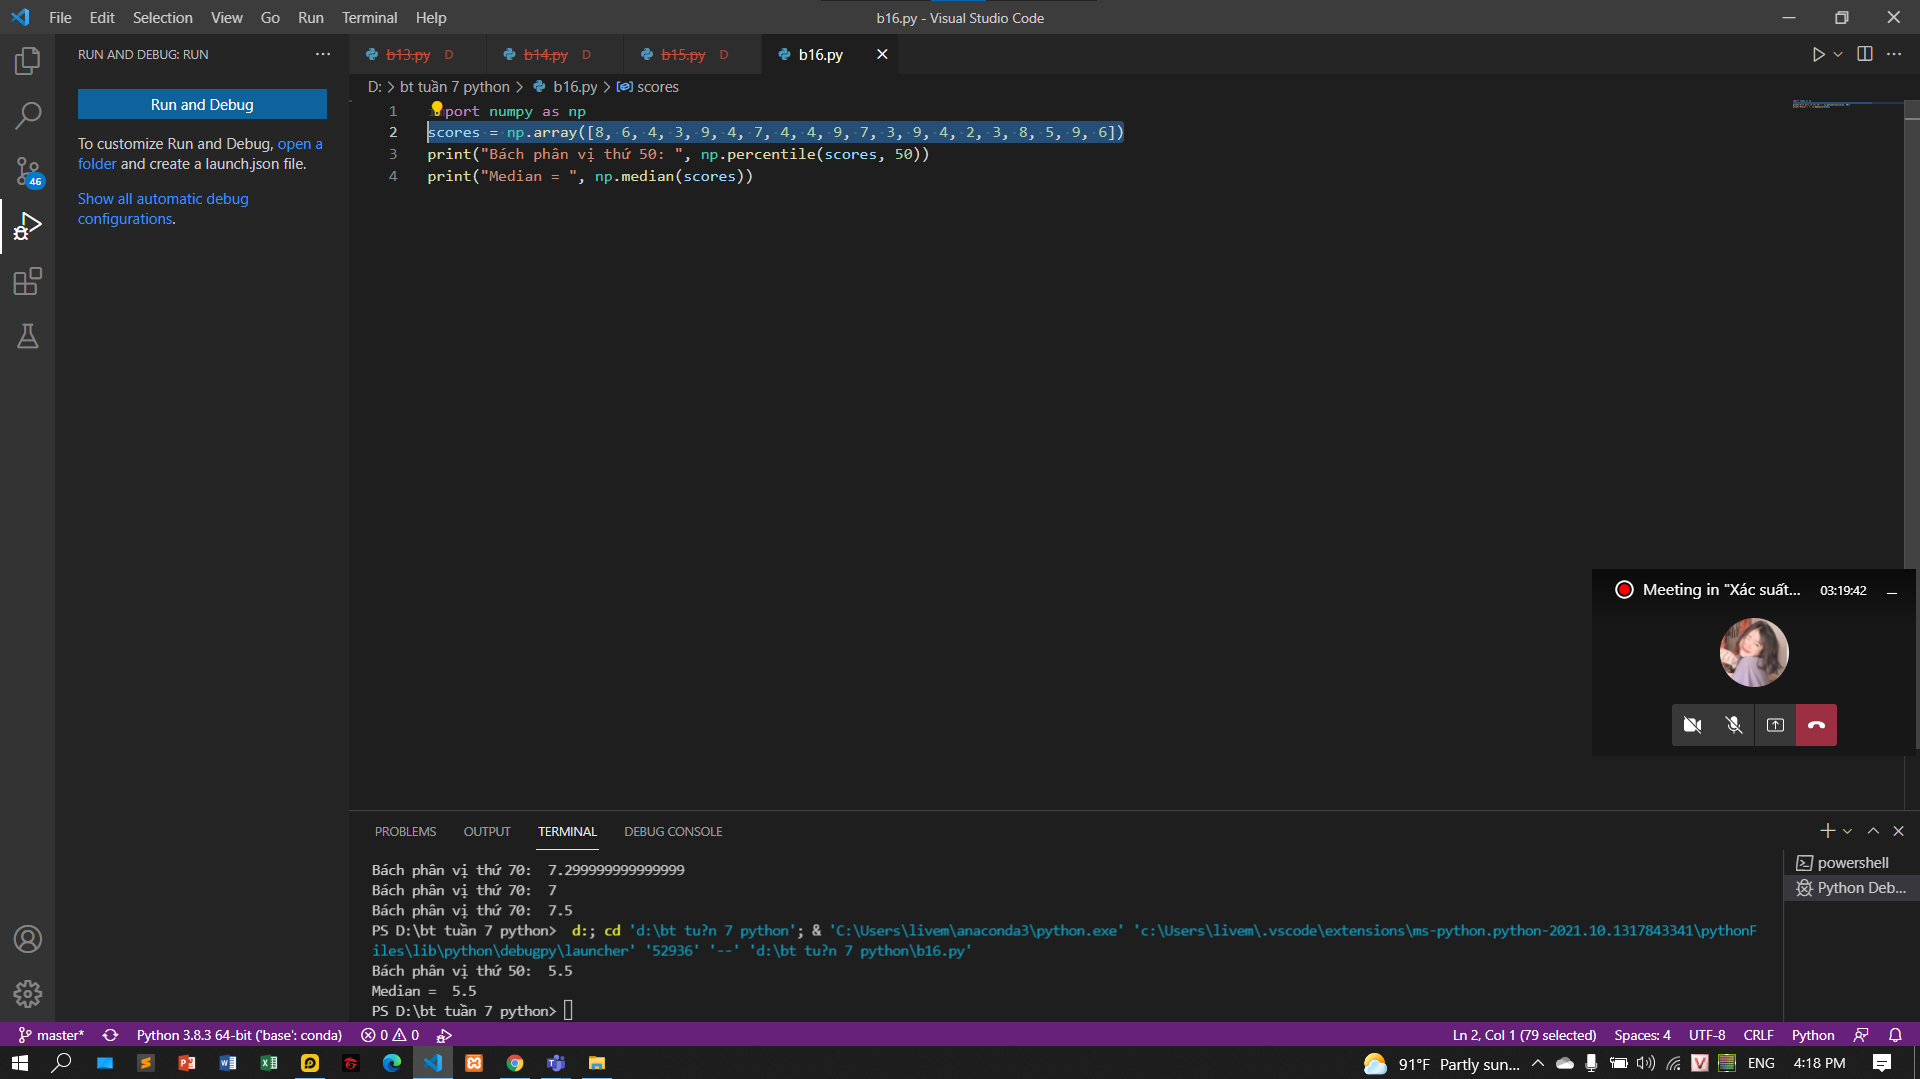 File Edit Selection View Go Run Terminal Help
b16.py - Visual Studio Code
RUN AND DEBUG: RUN
b13.py D b14.py D b15.py D b16.py
D: > bt tuần 7 python > b16.py > scores
Run and Debug
To customize Run and Debug, open a
folder and create a launch.json file.
Show all automatic debug
configurations.
1 import numpy as np
2 scores = np.array([8, 6, 4, 3, 9, 4, 7, 4, 4, 9, 7, 3, 9, 4, 2, 3, 8, 5, 9, 6])
3 print("Bách phân vị thứ 50: ", np.percentile(scores, 50))
4 print("Median = ", np.median(scores))
46
Meeting in "Xác suất... 03:19:42
PROBLEMS OUTPUT TERMINAL DEBUG CONSOLE
Bách phân vị thứ 70:  7.299999999999999
Bách phân vị thứ 70:  7
Bách phân vị thứ 70:  7.5
PS D:\bt tuần 7 python>  d:; cd 'd:\bt tu?n 7 python'; & 'C:\Users\livem\anaconda3\python.exe' 'c:\Users\livem\.vscode\extensions\ms-python.python-2021.10.1317843341\pythonF
iles\lib\python\debugpy\launcher' '52936' '--' 'd:\bt tu?n 7 python\b16.py'
Bách phân vị thứ 50:  5.5
Median =  5.5
PS D:\bt tuần 7 python>
powershell
Python Deb...
master* Python 3.8.3 64-bit ('base': conda) 0 0
Ln 2, Col 1 (79 selected) Spaces: 4 UTF-8 CRLF Python
91°F Partly sun... ENG 4:18 PM